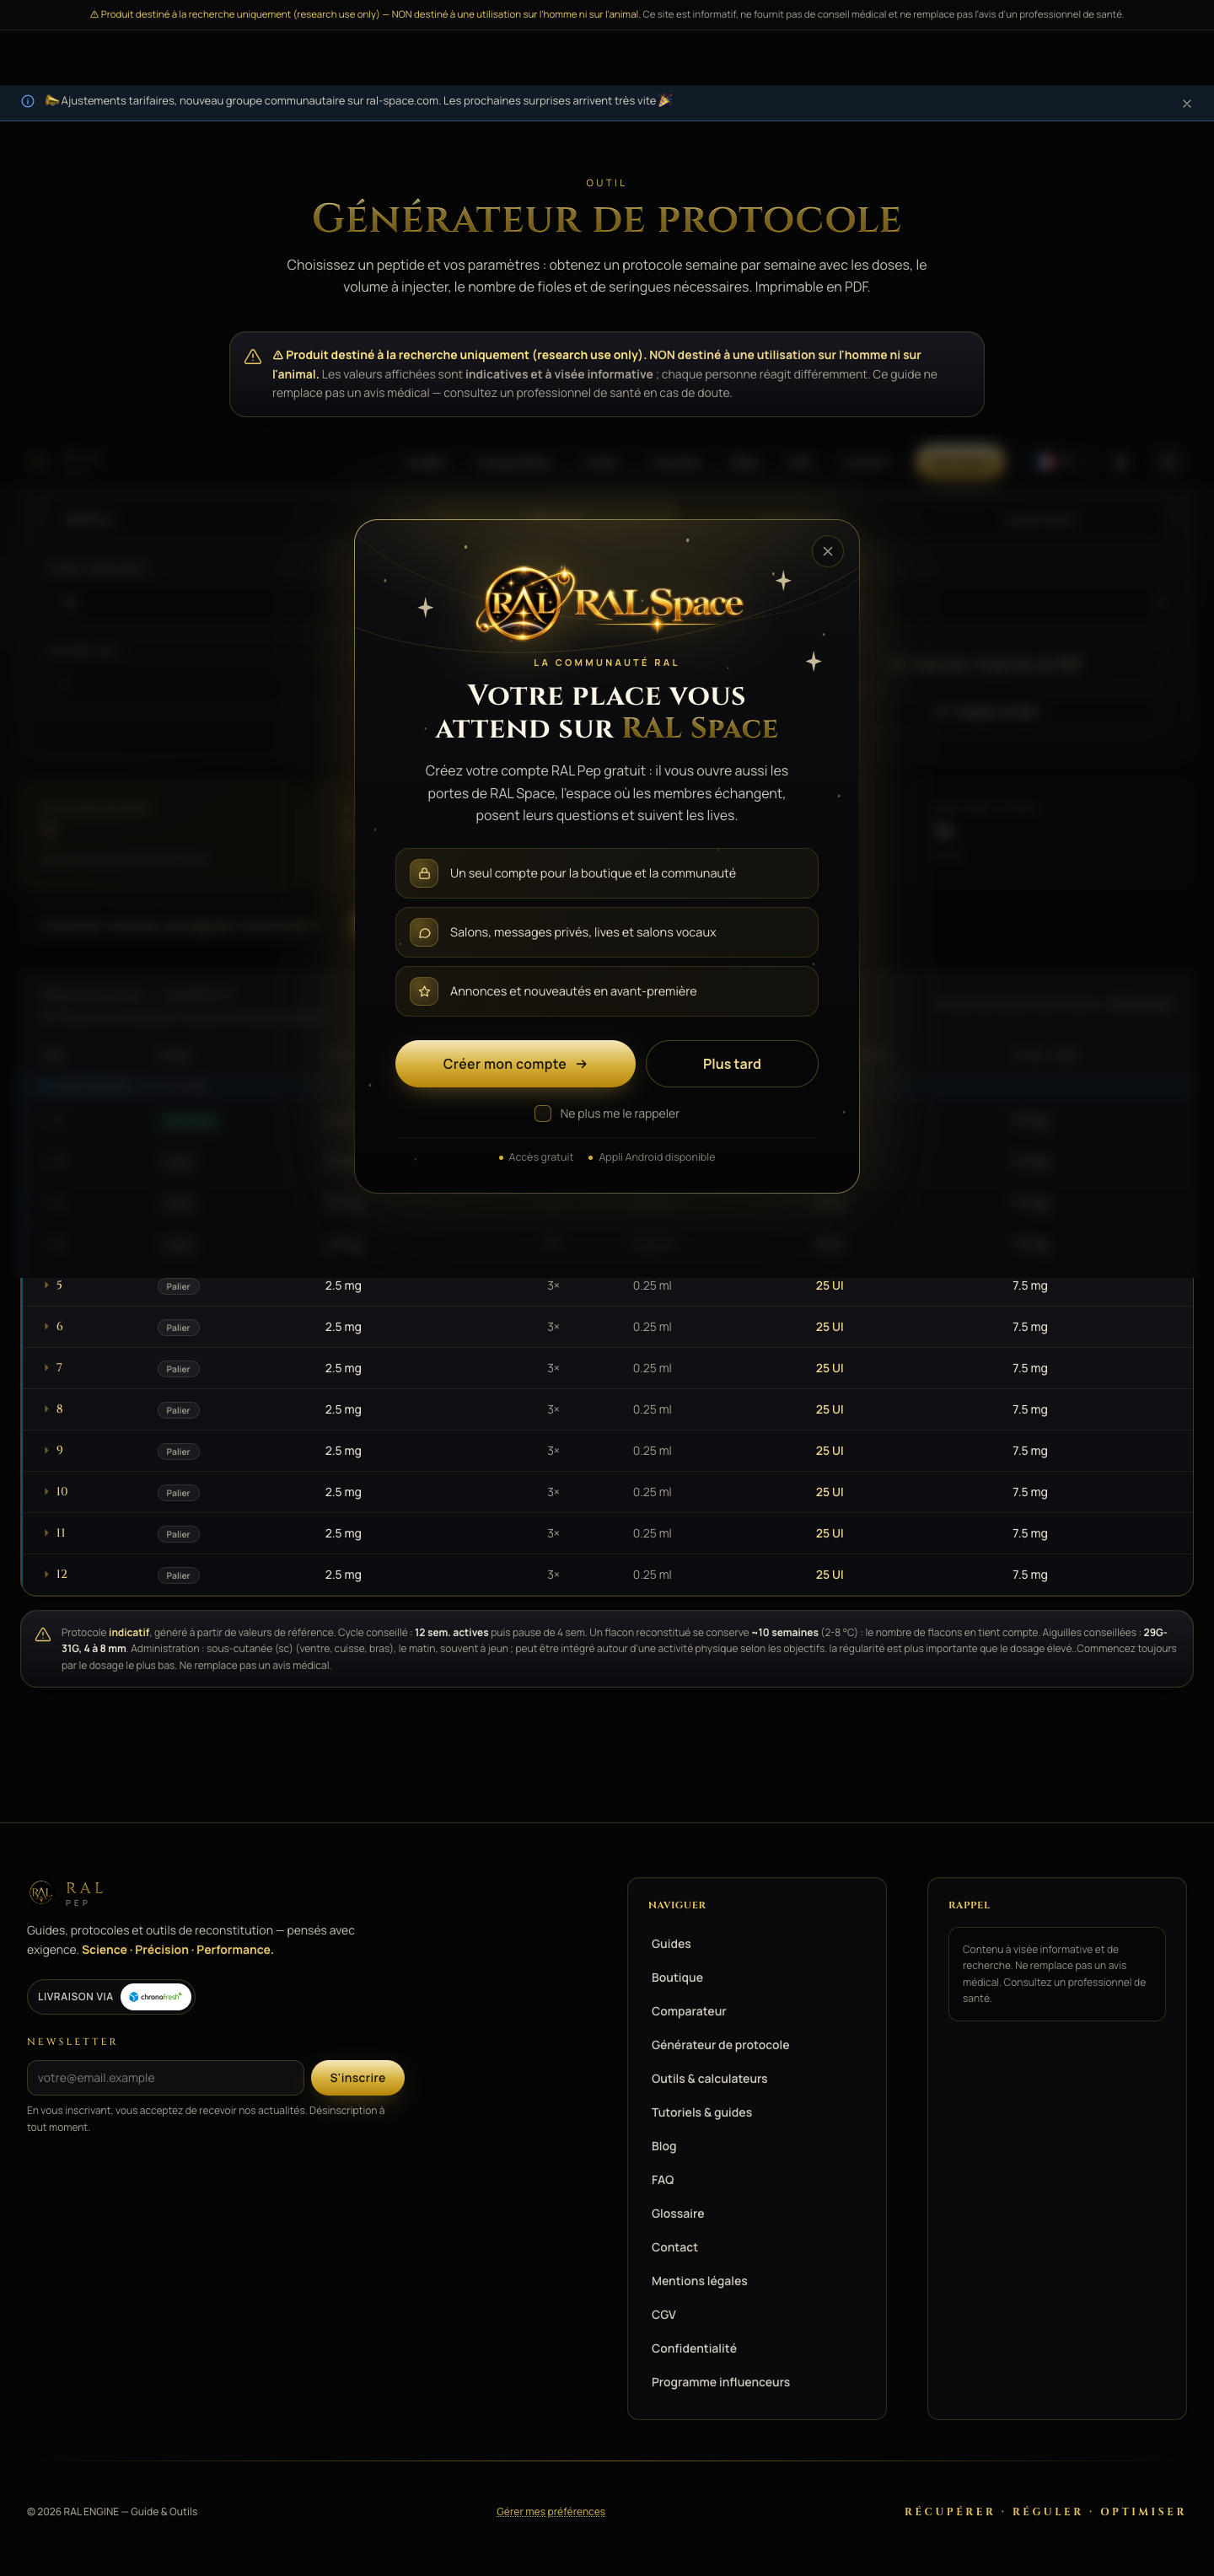 ⚠ Produit destiné à la recherche uniquement (research use only) — NON destiné à une utilisation sur l'homme ni sur l'animal. Ce site est informatif, ne fournit pas de conseil médical et ne remplace pas l'avis d'un professionnel de santé.
📣 Ajustements tarifaires, nouveau groupe communautaire sur ral-space.com. Les prochaines surprises arrivent très vite 🎉
OUTIL
Générateur de protocole
Choisissez un peptide et vos paramètres : obtenez un protocole semaine par semaine avec les doses, le
volume à injecter, le nombre de fioles et de seringues nécessaires. Imprimable en PDF.
⚠ Produit destiné à la recherche uniquement (research use only). NON destiné à une utilisation sur l'homme ni sur
l'animal. Les valeurs affichées sont indicatives et à visée informative ; chaque personne réagit différemment. Ce guide ne
remplace pas un avis médical — consultez un professionnel de santé en cas de doute.
RAL RAL Space
LA COMMUNAUTÉ RAL
Votre place vous
attend sur RAL Space
Créez votre compte RAL Pep gratuit : il vous ouvre aussi les
portes de RAL Space, l'espace où les membres échangent,
posent leurs questions et suivent les lives.
Un seul compte pour la boutique et la communauté
Salons, messages privés, lives et salons vocaux
Annonces et nouveautés en avant-première
Créer mon compte → Plus tard
Ne plus me le rappeler
Accès gratuit Appli Android disponible
5 Palier 2.5 mg 3× 0.25 ml 25 UI 7.5 mg
6 Palier 2.5 mg 3× 0.25 ml 25 UI 7.5 mg
7 Palier 2.5 mg 3× 0.25 ml 25 UI 7.5 mg
8 Palier 2.5 mg 3× 0.25 ml 25 UI 7.5 mg
9 Palier 2.5 mg 3× 0.25 ml 25 UI 7.5 mg
10 Palier 2.5 mg 3× 0.25 ml 25 UI 7.5 mg
11 Palier 2.5 mg 3× 0.25 ml 25 UI 7.5 mg
12 Palier 2.5 mg 3× 0.25 ml 25 UI 7.5 mg
Protocole indicatif, généré à partir de valeurs de référence. Cycle conseillé : 12 sem. actives puis pause de 4 sem. Un flacon reconstitué se conserve ~10 semaines (2-8 °C) : le nombre de flacons en tient compte. Aiguilles conseillées : 29G-
31G, 4 à 8 mm. Administration : sous-cutanée (sc) (ventre, cuisse, bras), le matin, souvent à jeun ; peut être intégré autour d'une activité physique selon les objectifs. la régularité est plus importante que le dosage élevé..Commencez toujours
par le dosage le plus bas. Ne remplace pas un avis médical.
RAL
PEP
Guides, protocoles et outils de reconstitution — pensés avec
exigence. Science · Précision · Performance.
LIVRAISON VIA chronofresh
NEWSLETTER
votre@email.example S'inscrire
En vous inscrivant, vous acceptez de recevoir nos actualités. Désinscription à
tout moment.
NAVIGUER
Guides
Boutique
Comparateur
Générateur de protocole
Outils & calculateurs
Tutoriels & guides
Blog
FAQ
Glossaire
Contact
Mentions légales
CGV
Confidentialité
Programme influenceurs
RAPPEL
Contenu à visée informative et de
recherche. Ne remplace pas un avis
médical. Consultez un professionnel de
santé.
© 2026 RAL ENGINE — Guide & Outils
Gérer mes préférences
RÉCUPÉRER · RÉGULER · OPTIMISER